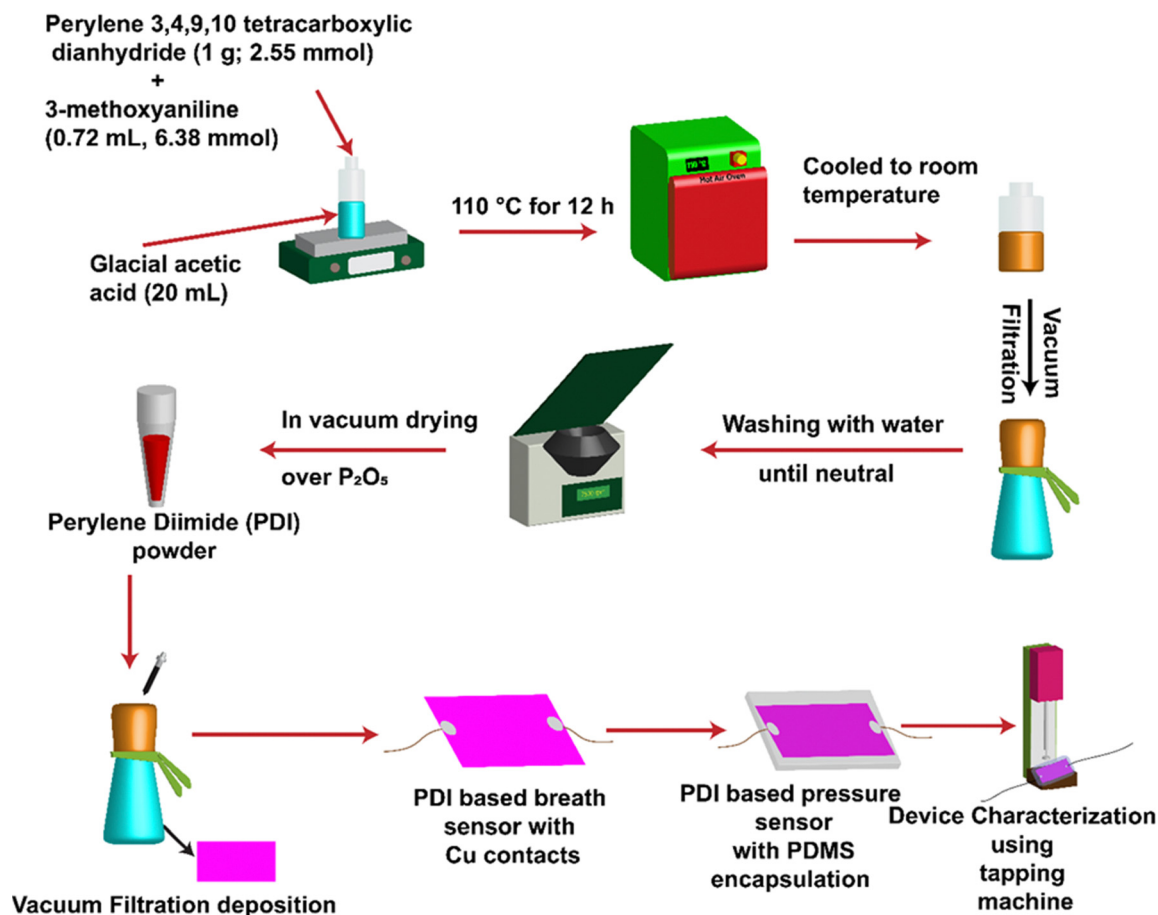 Perylene 3,4,9,10 tetracarboxylic
dianhydride (1 g; 2.55 mmol)
+
3-methoxyaniline
(0.72 mL, 6.38 mmol)
Glacial acetic
acid (20 mL)
110 °C for 12 h
Hot Air Oven
Cooled to room
temperature
Vacuum
Filtration
Washing with water
until neutral
In vacuum drying
over P₂O₅
Perylene Diimide (PDI)
powder
Vacuum Filtration deposition
PDI based breath
sensor with
Cu contacts
PDI based pressure
sensor
with PDMS
encapsulation
Device Characterization
using
tapping
machine